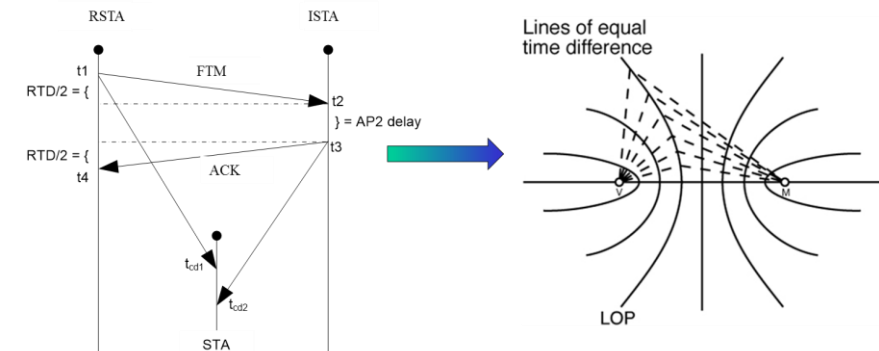 RSTA
ISTA
t1
FTM
RTD/2 = {
t2
} = AP2 delay
t3
RTD/2 = {
t4
ACK
tcd1
tcd2
STA
Lines of equal
time difference
V
M
LOP